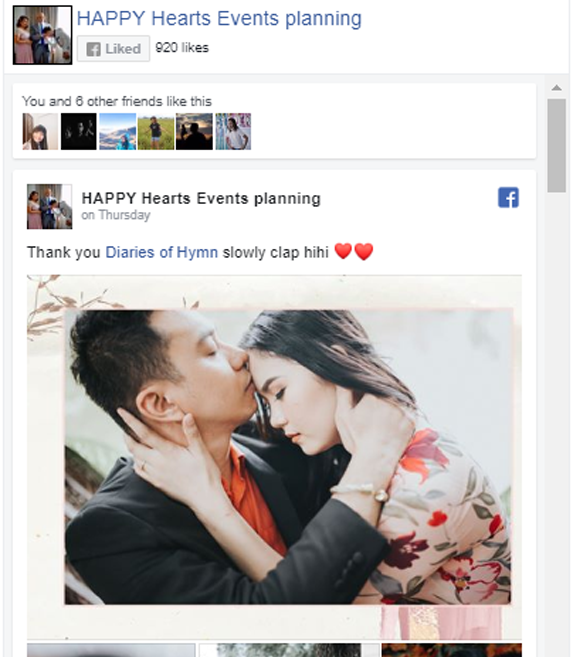 HAPPY Hearts Events planning
Liked 920 likes
You and 6 other friends like this
HAPPY Hearts Events planning
on Thursday
Thank you Diaries of Hymn slowly clap hihi ❤️❤️